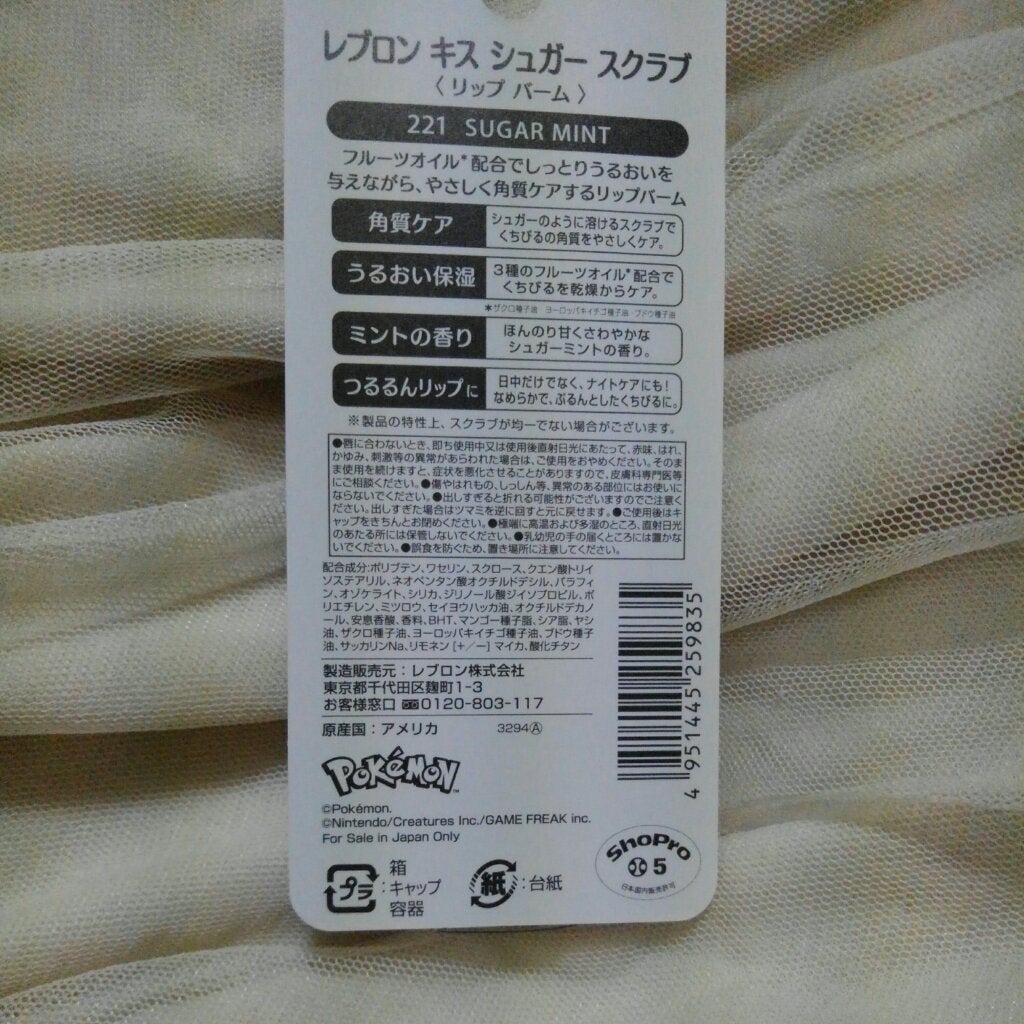 レブロン キス シュガー スクラブ
〈 リップ バーム 〉
221 SUGAR MINT
フルーツオイル*配合でしっとりうるおいを
与えながら、やさしく角質ケアするリップバーム
角質ケア
シュガーのように溶けるスクラブで
くちびるの角質をやさしくケア。
うるおい保湿
3種のフルーツオイル*配合で
くちびるを乾燥からケア。
*ザクロ種子油 ヨーロッパキイチゴ種子油・ブドウ種子油
ミントの香り
ほんのり甘くさわやかな
シュガーミントの香り。
つるるんリップに
日中だけでなく、ナイトケアにも!
なめらかで、ぷるんとしたくちびるに。
※製品の特性上、スクラブが均一でない場合がございます。
●唇に合わないとき、即ち使用中又は使用後直射日光にあたって、赤味、はれ、
かゆみ、刺激等の異常があらわれた場合は、ご使用をおやめください。そのま
ま使用を続けますと、症状を悪化させることがありますので、皮膚科専門医等
にご相談ください。●傷やはれもの、しっしん等、異常のある部位にはお使いに
ならないでください。●出しすぎると折れる可能性がございますのでご注意く
ださい。出しすぎた場合はツマミを逆に回すと元に戻せます。●ご使用後はキ
ャップをきちんとお閉めください。●極端に高温および多湿のところ、直射日光
のあたる所には保管しないでください。●乳幼児の手の届くところには置かな
いでください。●誤食を防ぐため、置き場所に注意してください。
配合成分:ポリブテン、ワセリン、スクロース、クエン酸トリイ
ソステアリル、ネオペンタン酸オクチルドデシル、パラフィ
ン、オゾケライト、シリカ、ジリノール酸ジイソプロピル、ポ
リエチレン、ミツロウ、セイヨウハッカ油、オクチルドデカノ
ール、安息香酸、香料、BHT、マンゴー種子脂、シア脂、ヤシ
油、ザクロ種子油、ヨーロッパキイチゴ種子油、ブドウ種子
油、サッカリンNa、リモネン [+/-] マイカ、酸化チタン
製造販売元:レブロン株式会社
東京都千代田区麹町1-3
お客様窓口 0120-803-117
原産国:アメリカ 3294Ⓐ
4951445259835
POKéMON™
©Pokémon.
©Nintendo/Creatures Inc./GAME FREAK inc.
For Sale in Japan Only
ShoPro
5
日本国内販売許可
プラ:箱
キャップ
容器
紙:台紙